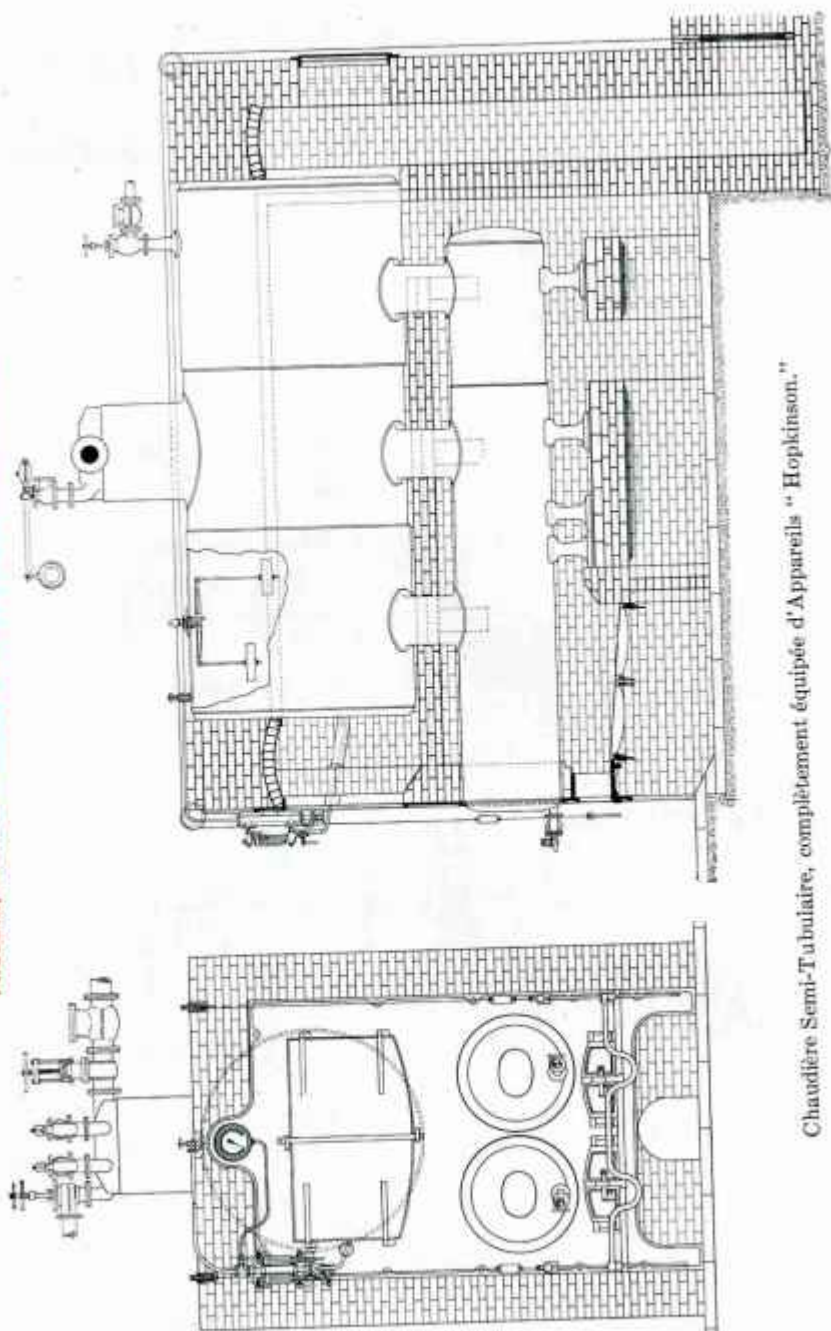 Chaudière Semi-Tubulaire, complètement équipée d'Appareils “ Hopkinson.”